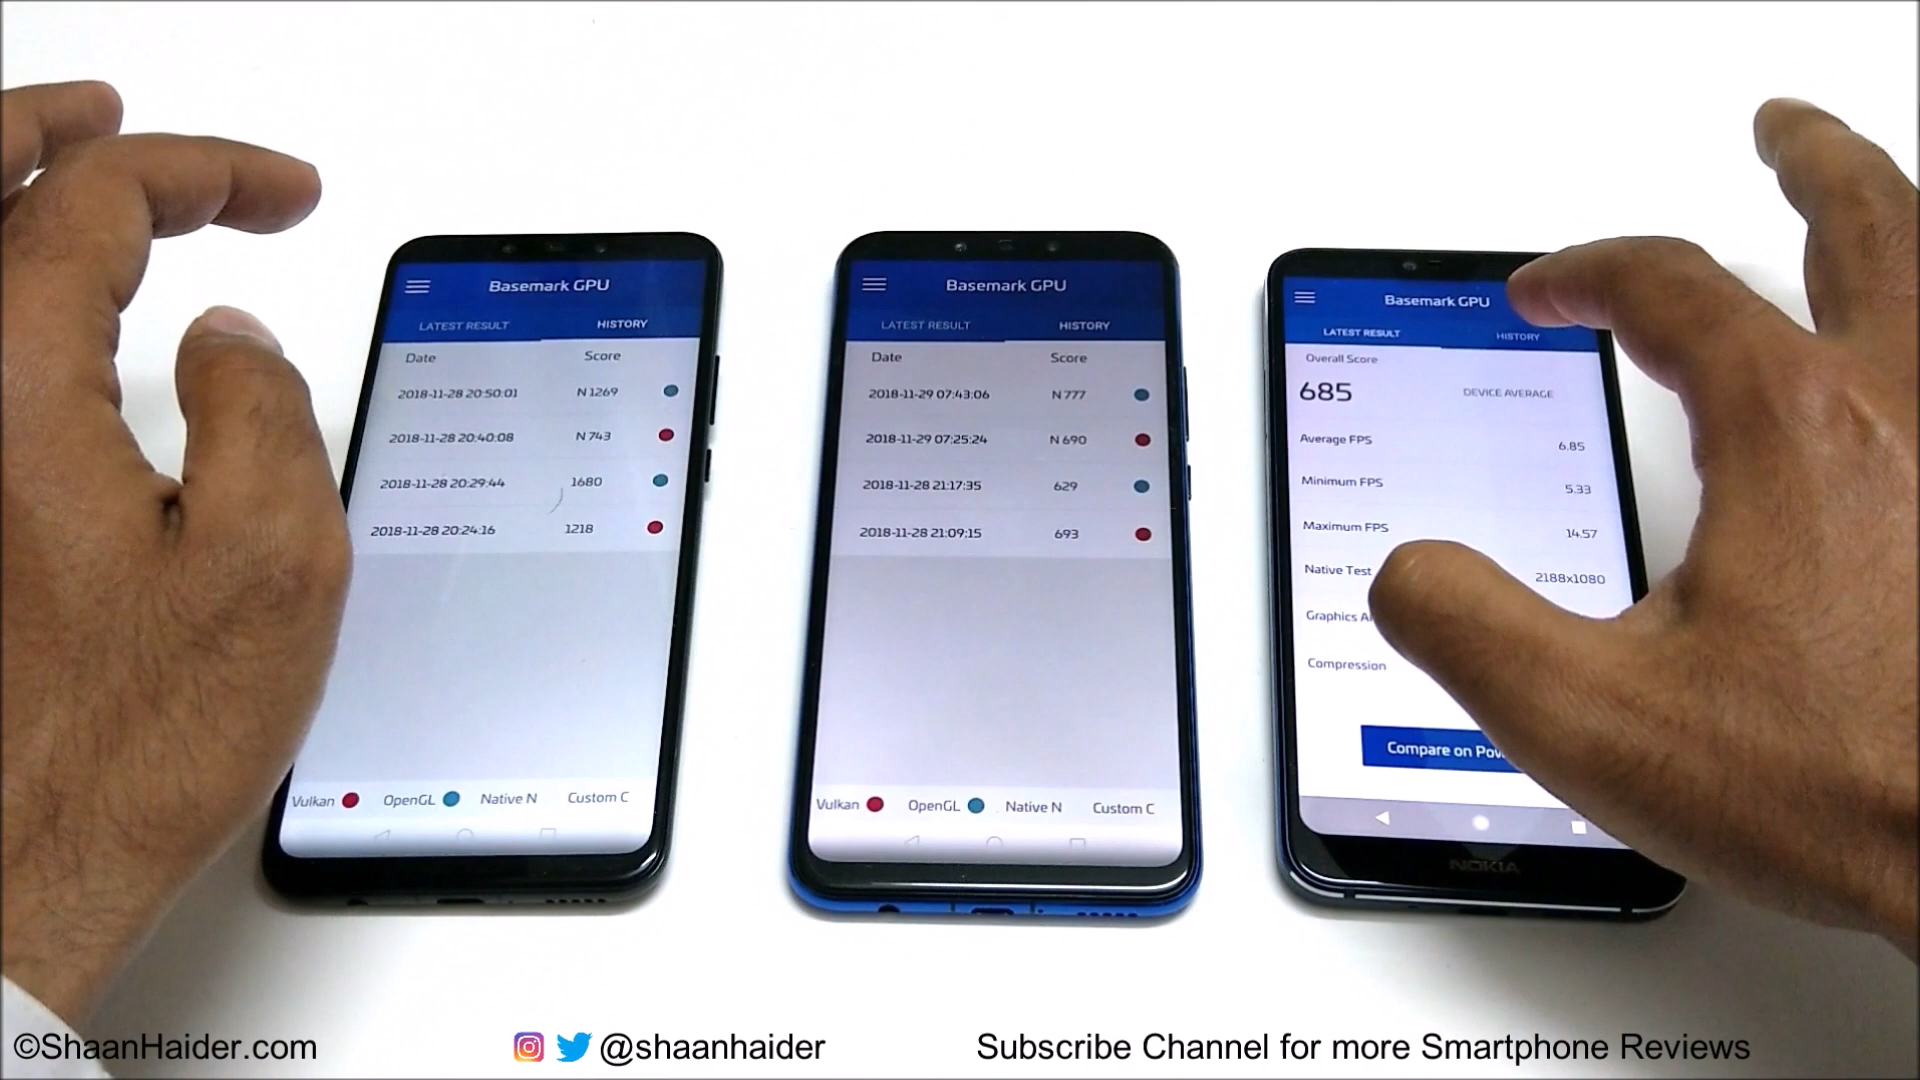 Basemark GPU
LATEST RESULT HISTORY
Date Score
2018-11-28 20:50:01 N 1269
2018-11-28 20:40:08 N 743
2018-11-28 20:29:44 1680
2018-11-28 20:24:16 1218
Vulkan OpenGL Native N Custom C
Basemark GPU
LATEST RESULT HISTORY
Date Score
2018-11-29 07:43:06 N 777
2018-11-29 07:25:24 N 690
2018-11-28 21:17:35 629
2018-11-28 21:09:15 693
Vulkan OpenGL Native N Custom C
Basemark GPU
LATEST RESULT HISTORY
Overall Score
685 DEVICE AVERAGE
Average FPS 6.85
Minimum FPS 5.33
Maximum FPS 14.57
Native Test 2188x1080
Graphics
Compression
Compare on
NOKIA
©ShaanHaider.com @shaanhaider Subscribe Channel for more Smartphone Reviews